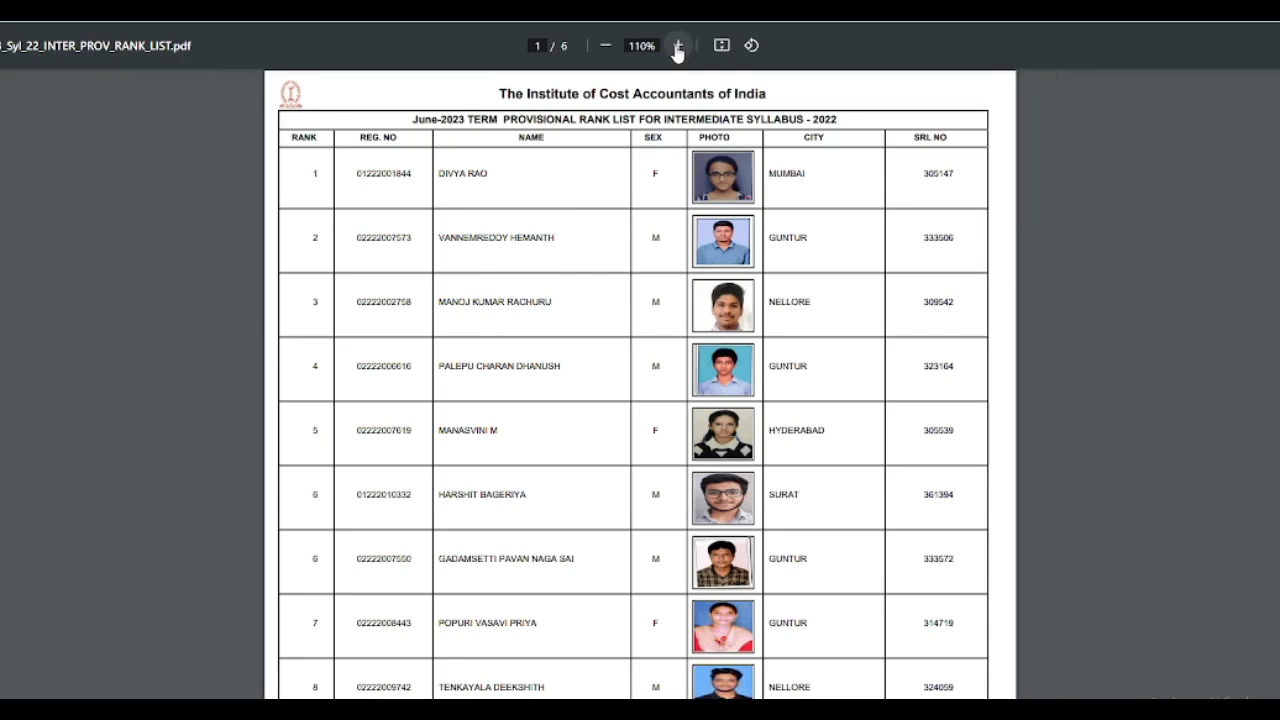 3_Syl_22_INTER_PROV_RANK_LIST.pdf 1 / 6 110%
The Institute of Cost Accountants of India
June-2023 TERM PROVISIONAL RANK LIST FOR INTERMEDIATE SYLLABUS - 2022
RANK REG. NO NAME SEX PHOTO CITY SRL NO
1 01222001844 DIVYA RAO F MUMBAI 305147
2 02222007573 VANNEMREDDY HEMANTH M GUNTUR 333506
3 02222002758 MANOJ KUMAR RACHURU M NELLORE 309542
4 02222006616 PALEPU CHARAN DHANUSH M GUNTUR 323164
5 02222007619 MANASVINI M F HYDERABAD 305539
6 01222010332 HARSHIT BAGERIYA M SURAT 361394
6 02222007550 GADAMSETTI PAVAN NAGA SAI M GUNTUR 333572
7 02222008443 POPURI VASAVI PRIYA F GUNTUR 314719
8 02222009742 TENKAYALA DEEKSHITH M NELLORE 324059